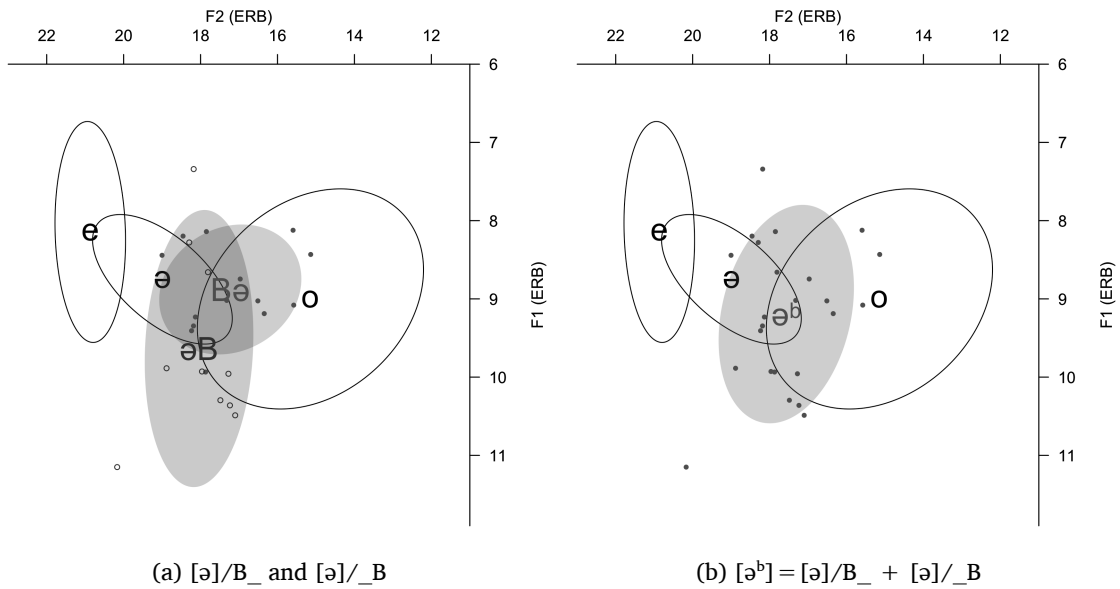 F2 (ERB)
22 20 18 16 14 12
6
7
8
9
10
11
F1 (ERB)
e
ə
Bə
əB
o
(a) [ə]/B_ and [ə]/_B
F2 (ERB)
22 20 18 16 14 12
6
7
8
9
10
11
F1 (ERB)
e
ə
əᵇ
o
(b) [əᵇ] = [ə]/B_ + [ə]/_B